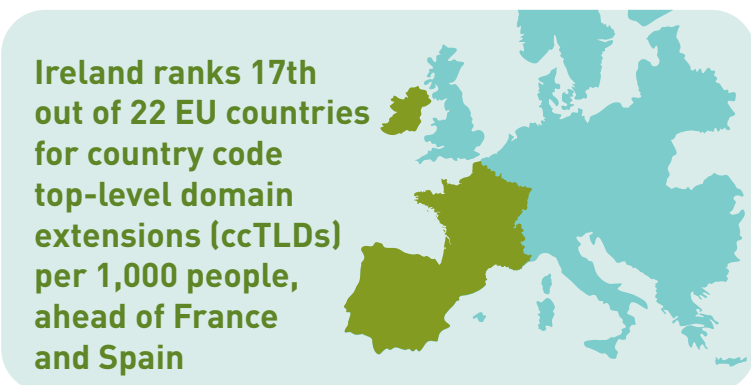 Ireland ranks 17th
out of 22 EU countries
for country code
top-level domain
extensions (ccTLDs)
per 1,000 people,
ahead of France
and Spain